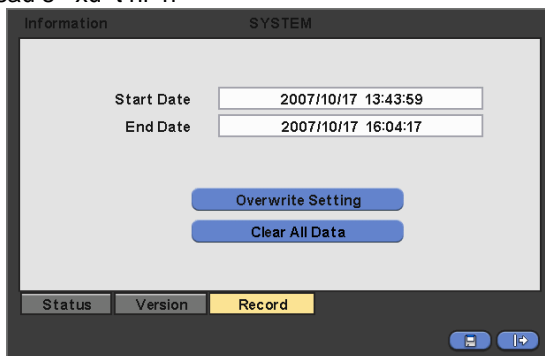 Information SYSTEM
Start Date 2007/10/17 13:43:59
End Date 2007/10/17 16:04:17
Overwrite Setting
Clear All Data
Status Version Record